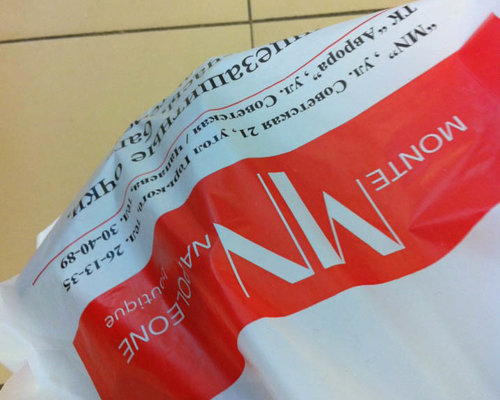 MONTE
MN
NAPOLEONE
boutique
"MN", ул. Советская 21, угол Горького, тел. 26-13-35
ТК "Аврора", ул. Советская / Чапаева, тел. 30-40-89
очки,